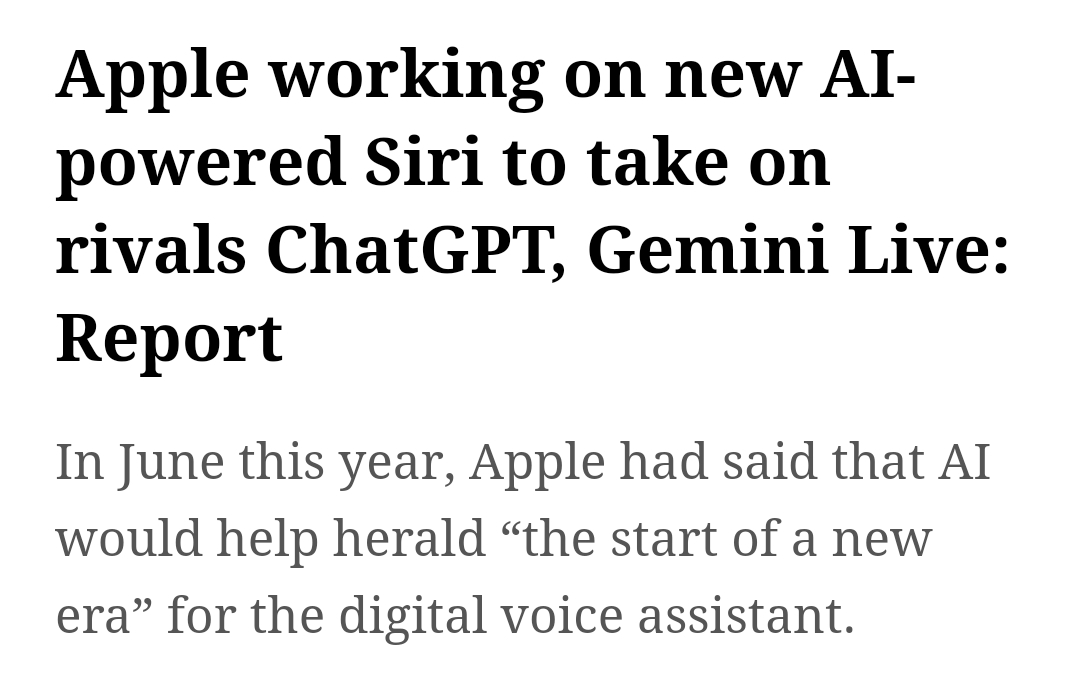 Apple working on new AI-
powered Siri to take on
rivals ChatGPT, Gemini Live:
Report
In June this year, Apple had said that AI
would help herald “the start of a new
era” for the digital voice assistant.